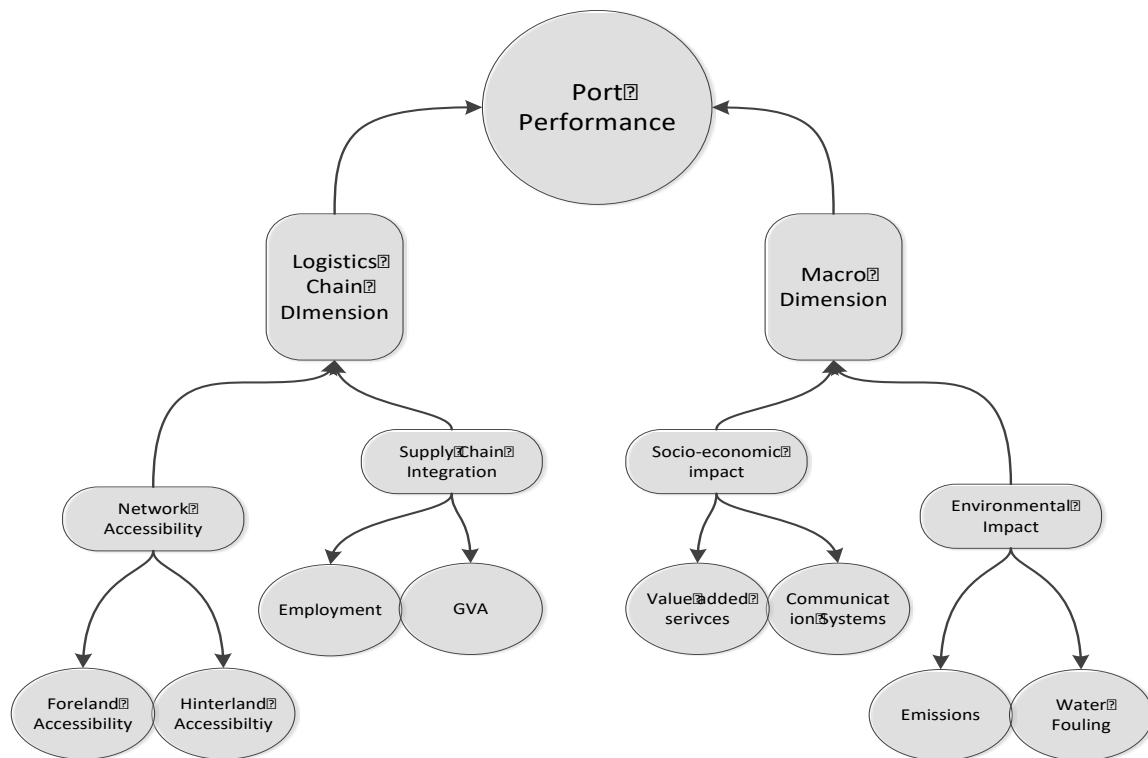 Port
Performance
Logistics
Chain
DImension
Macro
Dimension
Supply Chain
Integration
Socio-economic
impact
Network
Accessibility
Environmental
Impact
Employment
GVA
Value added
serivces
Communicat
ion Systems
Foreland
Accessibility
Hinterland
Accessibiltiy
Emissions
Water
Fouling